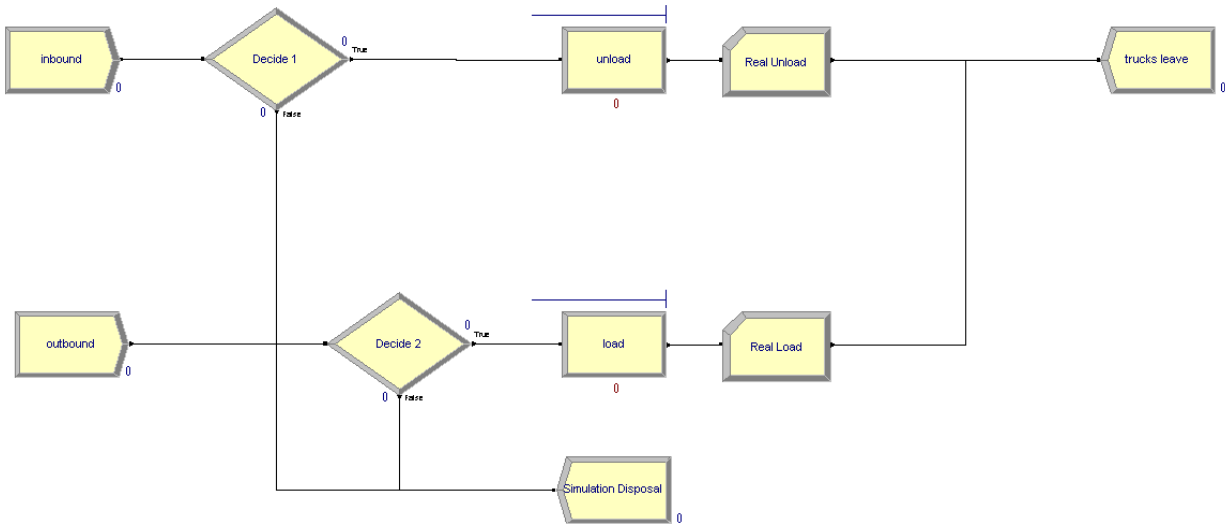 inbound
0
Decide 1
0
True
0
False
unload
0
Real Unload
trucks leave
0
outbound
0
Decide 2
0
True
0
False
load
0
Real Load
Simulation Disposal
0